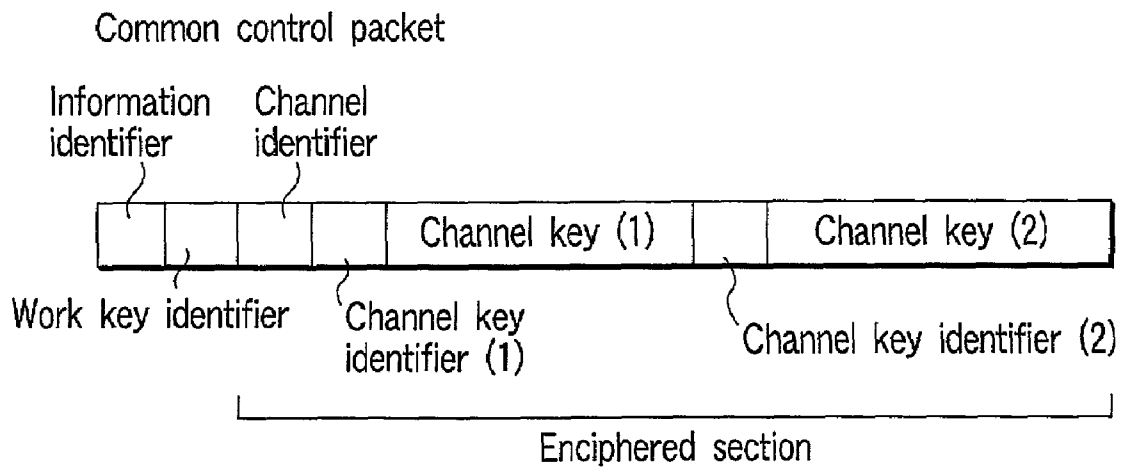 Common control packet
Information
identifier
Channel
identifier
Channel key (1)
Channel key (2)
Work key identifier
Channel key
identifier (1)
Channel key identifier (2)
Enciphered section